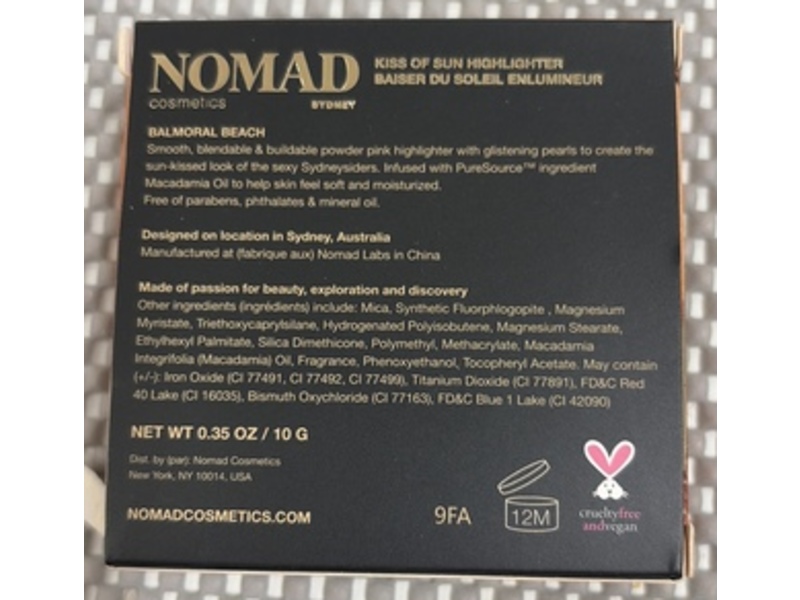 NOMAD
cosmetics SYDNEY
KISS OF SUN HIGHLIGHTER
BAISER DU SOLEIL ENLUMINEUR
BALMORAL BEACH
Smooth, blendable & buildable powder pink highlighter with glistening pearls to create the
sun-kissed look of the sexy Sydneysiders. Infused with PureSource™ ingredient
Macadamia Oil to help skin feel soft and moisturized.
Free of parabens, phthalates & mineral oil.
Designed on location in Sydney, Australia
Manufactured at (fabrique aux) Nomad Labs in China
Made of passion for beauty, exploration and discovery
Other ingredients (ingrédients) include: Mica, Synthetic Fluorphlogopite , Magnesium
Myristate, Triethoxycaprylsilane, Hydrogenated Polyisobutene, Magnesium Stearate,
Ethylhexyl Palmitate, Silica Dimethicone, Polymethyl, Methacrylate, Macadamia
Integrifolia (Macadamia) Oil, Fragrance, Phenoxyethanol, Tocopheryl Acetate. May contain
(+/-): Iron Oxide (CI 77491, CI 77492, CI 77499), Titanium Dioxide (CI 77891), FD&C Red
40 Lake (CI 16035), Bismuth Oxychloride (CI 77163), FD&C Blue 1 Lake (CI 42090)
NET WT 0.35 OZ / 10 G
Dist. by (par): Nomad Cosmetics
New York, NY 10014, USA
NOMADCOSMETICS.COM
9FA
12M
crueltyfree
andvegan